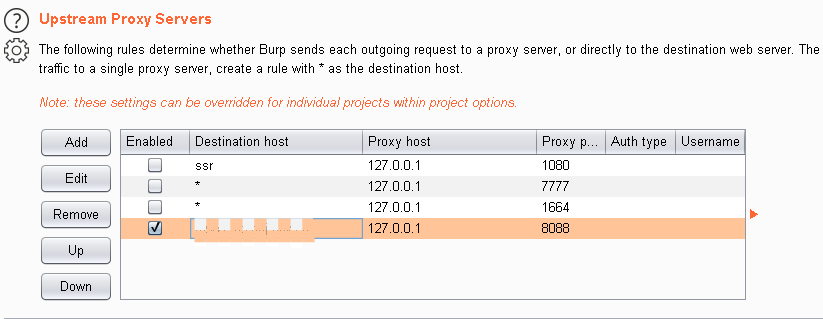 Upstream Proxy Servers
The following rules determine whether Burp sends each outgoing request to a proxy server, or directly to the destination web server. The
traffic to a single proxy server, create a rule with * as the destination host.
Note: these settings can be overridden for individual projects within project options.
Add
Edit
Remove
Up
Down
Enabled Destination host Proxy host Proxy p... Auth type Username
ssr 127.0.0.1 1080
* 127.0.0.1 7777
* 127.0.0.1 1664
127.0.0.1 8088